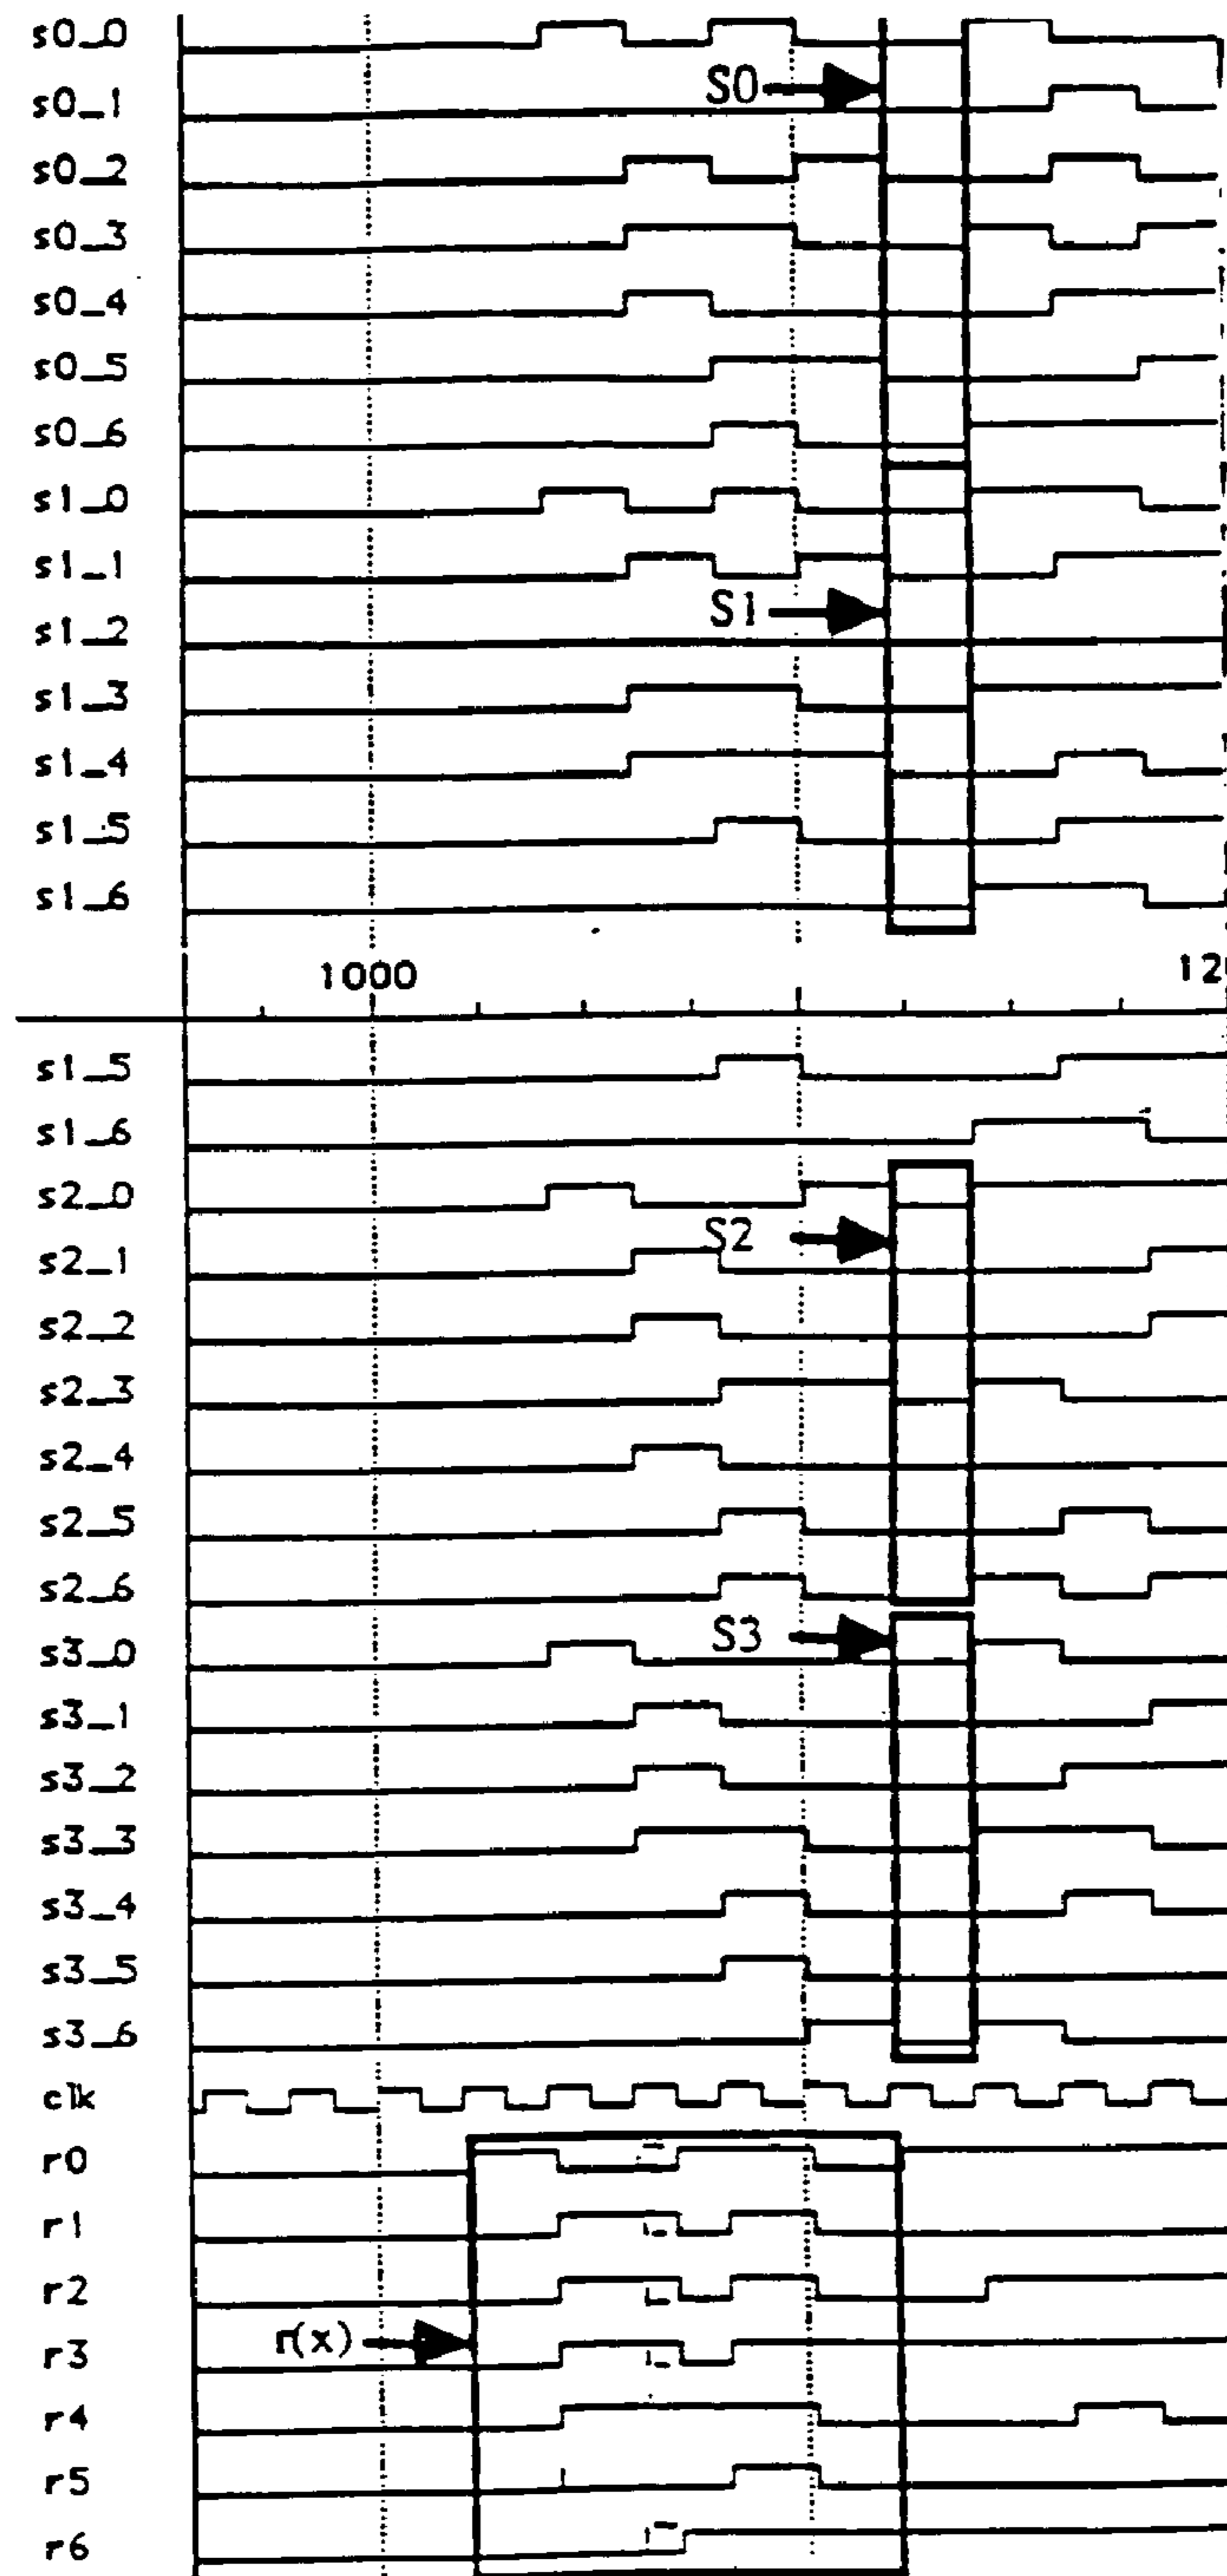 s0_0
S0
s0_1
s0_2
s0_3
s0_4
s0_5
s0_6
s1_0
s1_1
S1
s1_2
s1_3
s1_4
s1_5
s1_6
1000
12
s1_5
s1_6
s2_0
S2
s2_1
s2_2
s2_3
s2_4
s2_5
s2_6
S3
s3_0
s3_1
s3_2
s3_3
s3_4
s3_5
s3_6
clk
r0
r1
r2
r(x)
r3
r4
r5
r6